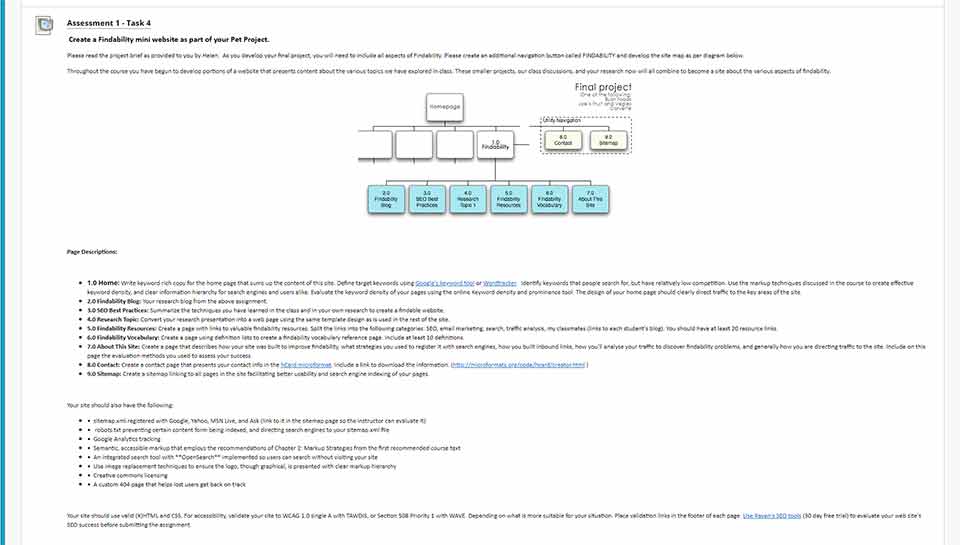 Assessment 1 - Task 4
Create a Findability mini website as part of your Pet Project.
Please read the project brief as provided to you by Helen. As you develop your final project, you will need to include all aspects of Findability. Please create an additional navigation button called FINDABILITY and develop the site map as per diagram below.
Throughout the course you have begun to develop portions of a website that presents content about the various topics we have explored in class. These smaller projects, our class discussions, and your research now will all combine to become a site about the various aspects of findability.
Final project
One of the following:
Bush Foods
Joe's Fruit and Vegies
Converte
Homepage
Utility Navigation
1.0
Findability
8.0
Contact
9.0
Sitemap
2.0
Findability
Blog
3.0
SEO Best
Practices
4.0
Research
Topic 1
5.0
Findability
Resources
6.0
Findability
Vocabulary
7.0
About This
Site
Page Descriptions:
• 1.0 Home: Write keyword rich copy for the home page that sums up the content of this site. Define target keywords using Google's keyword tool or Wordtracker. Identify keywords that people search for, but have relatively low competition. Use the markup techniques discussed in the course to create effective
keyword density, and clear information hierarchy for search engines and users alike. Evaluate the keyword density of your pages using the online Keyword density and prominence tool. The design of your home page should clearly direct traffic to the key areas of the site.
• 2.0 Findability Blog: Your research blog from the above assignment.
• 3.0 SEO Best Practices: Summarize the techniques you have learned in the class and in your own research to create a findable website.
• 4.0 Research Topic: Convert your research presentation into a web page using the same template design as is used in the rest of the site.
• 5.0 Findability Resources: Create a page with links to valuable findability resources. Split the links into the following categories: SEO, email marketing, search, traffic analysis, my classmates (links to each student's blog). You should have at least 20 resource links.
• 6.0 Findability Vocabulary: Create a page using definition lists to create a findability vocabulary reference page. Include at least 10 definitions.
• 7.0 About This Site: Create a page that describes how your site was built to improve findability, what strategies you used to register it with search engines, how you built inbound links, how you'll analyse your traffic to discover findability problems, and generally how you are directing traffic to the site. Include on this
page the evaluation methods you used to assess your success
• 8.0 Contact: Create a contact page that presents your contact info in the hCard microformat. Include a link to download the information. (http://microformats.org/code/hcard/creator.html )
• 9.0 Sitemap: Create a sitemap linking to all pages in the site facilitating better usability and search engine indexing of your pages.
Your site should also have the following:
• • sitemap.xml registered with Google, Yahoo, MSN Live, and Ask (link to it in the sitemap page so the instructor can evaluate it)
• • robots.txt preventing certain content form being indexed, and directing search engines to your sitemap.xml file
• • Google Analytics tracking
• • Semantic, accessible markup that employs the recommendations of Chapter 2: Markup Strategies from the first recommended course text
• • An integrated search tool with **OpenSearch** implemented so users can search without visiting your site
• • Use image replacement techniques to ensure the logo, though graphical, is presented with clear markup hierarchy
• • Creative commons licensing
• • A custom 404 page that helps lost users get back on track
Your site should use valid (X)HTML and CSS. For accessibility, validate your site to WCAG 1.0 single A with TAWDIS, or Section 508 Priority 1 with WAVE. Depending on what is more suitable for your situation. Place validation links in the footer of each page. Use Raven's SEO tools (30 day free trial) to evaluate your web site's
SEO success before submitting the assignment.